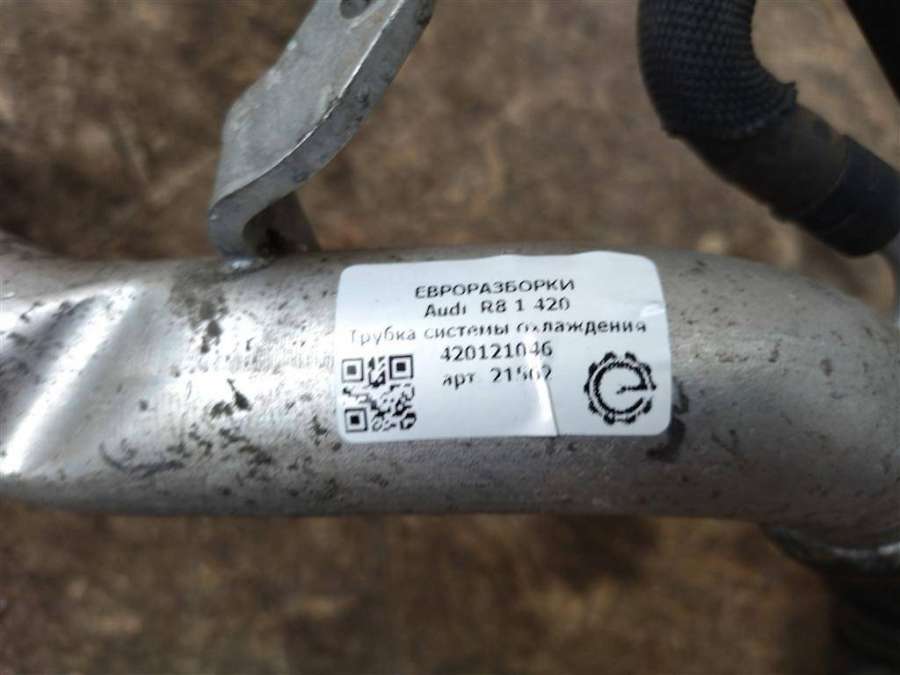 ЕВРОРАЗБОРКИ
Audi R8 1 420
Трубка системы охлаждения
420121046
арт. 21502